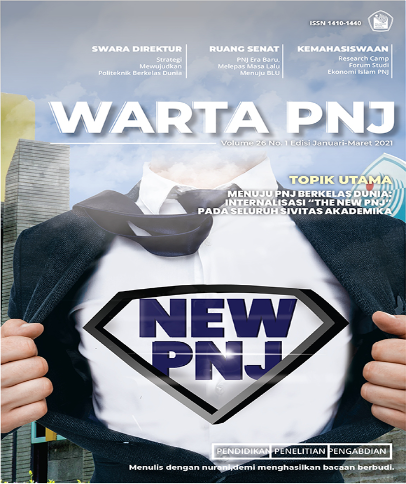 ISSN 1410-1440
SWARA DIREKTUR
Strategi
Mewujudkan
Politeknik Berkelas Dunia
RUANG SENAT
PNJ Era Baru,
Melepas Masa Lalu
Menuju BLU
KEMAHASISWAAN
Research Camp
Forum Studi
Ekonomi Islam PNJ
WARTA PNJ
Volume 26 No. 1 Edisi Januari-Maret 2021
TOPIK UTAMA
MENUJU PNJ BERKELAS DUNIA:
INTERNALISASI "THE NEW PNJ"
PADA SELURUH SIVITAS AKADEMIKA
NEW
PNJ
PENDIDIKAN PENELITIAN PENGABDIAN
Menulis dengan nurani,demi menghasilkan bacaan berbudi.